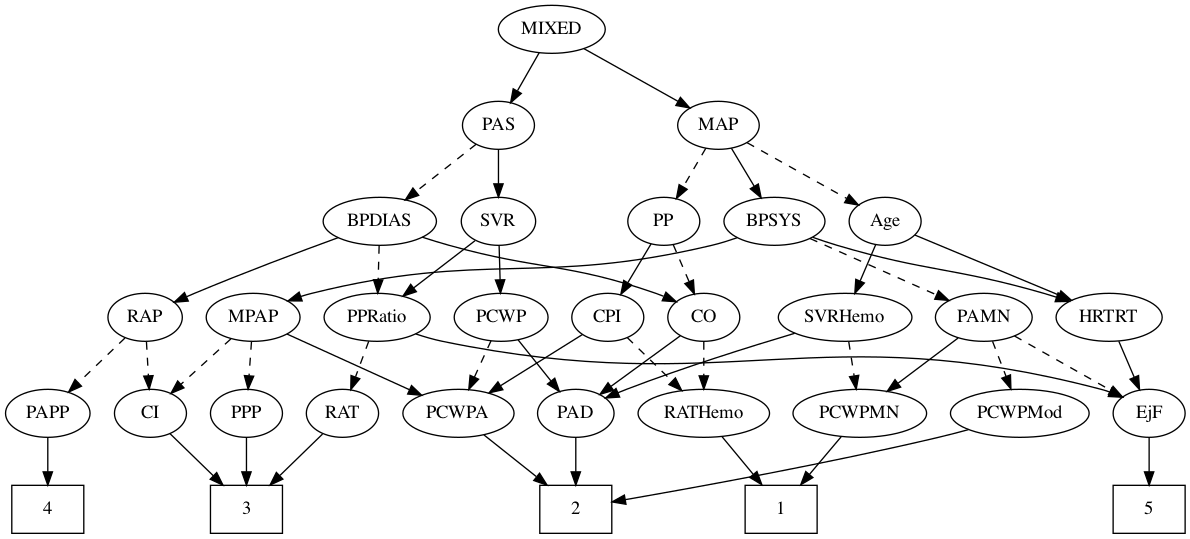 MIXED
PAS
MAP
BPDIAS
SVR
PP
BPSYS
Age
RAP
MPAP
PPRatio
PCWP
CPI
CO
SVRHemo
PAMN
HRTRT
PAPP
CI
PPP
RAT
PCWPA
PAD
RATHemo
PCWPMN
PCWPMod
EjF
4
3
2
1
5